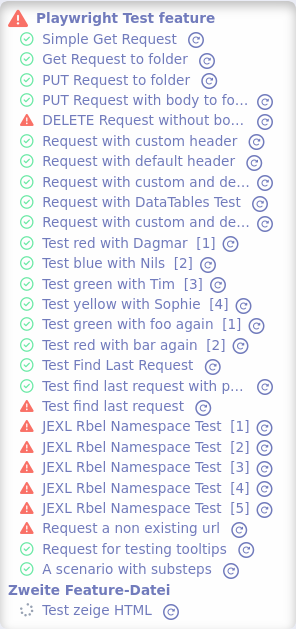 Playwright Test feature
Simple Get Request
Get Request to folder
PUT Request to folder
PUT Request with body to fo...
DELETE Request without bo...
Request with custom header
Request with default header
Request with custom and de...
Request with DataTables Test
Request with custom and de...
Test red with Dagmar [1]
Test blue with Nils [2]
Test green with Tim [3]
Test yellow with Sophie [4]
Test green with foo again [1]
Test red with bar again [2]
Test Find Last Request
Test find last request with p...
Test find last request
JEXL Rbel Namespace Test [1]
JEXL Rbel Namespace Test [2]
JEXL Rbel Namespace Test [3]
JEXL Rbel Namespace Test [4]
JEXL Rbel Namespace Test [5]
Request a non existing url
Request for testing tooltips
A scenario with substeps
Zweite Feature-Datei
Test zeige HTML